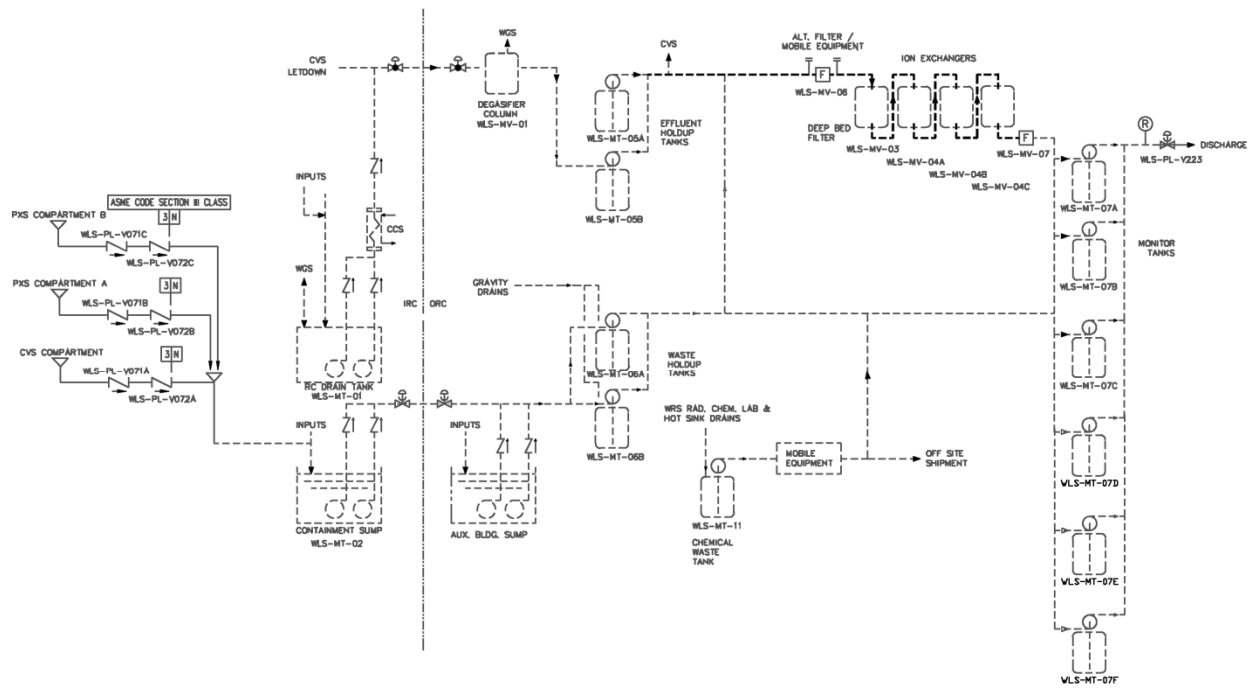 WGS
CVS
LETDOWN
DEGASIFIER
COLUMN
WLS-MV-01
CVS
ALT. FILTER /
MOBILE EQUIPMENT
F
WLS-MV-06
ION EXCHANGERS
WLS-MT-05A
EFFLUENT
HOLDUP
TANKS
WLS-MT-05B
DEEP BED
FILTER
WLS-MV-03
WLS-MV-04A
WLS-MV-04B
WLS-MV-04C
F
WLS-MV-07
R
DISCHARGE
WLS-PL-V223
WLS-MT-07A
MONITOR
TANKS
WLS-MT-07B
WLS-MT-07C
WLS-MT-07D
WLS-MT-07E
WLS-MT-07F
ASME CODE SECTION III CLASS
3 N
PXS COMPARTMENT B
WLS-PL-V071C
WLS-PL-V072C
3 N
PXS COMPARTMENT A
WLS-PL-V071B
WLS-PL-V072B
3 N
CVS COMPARTMENT
WLS-PL-V071A
WLS-PL-V072A
INPUTS
CCS
WGS
IRC
ORC
RC DRAIN TANK
WLS-MT-01
INPUTS
CONTAINMENT SUMP
WLS-MT-02
INPUTS
AUX. BLDG. SUMP
GRAVITY
DRAINS
WLS-MT-06A
WASTE
HOLDUP
TANKS
WLS-MT-06B
WRS RAD, CHEM, LAB &
HOT SINK DRAINS
MOBILE
EQUIPMENT
OFF SITE
SHIPMENT
WLS-MT-11
CHEMICAL
WASTE
TANK